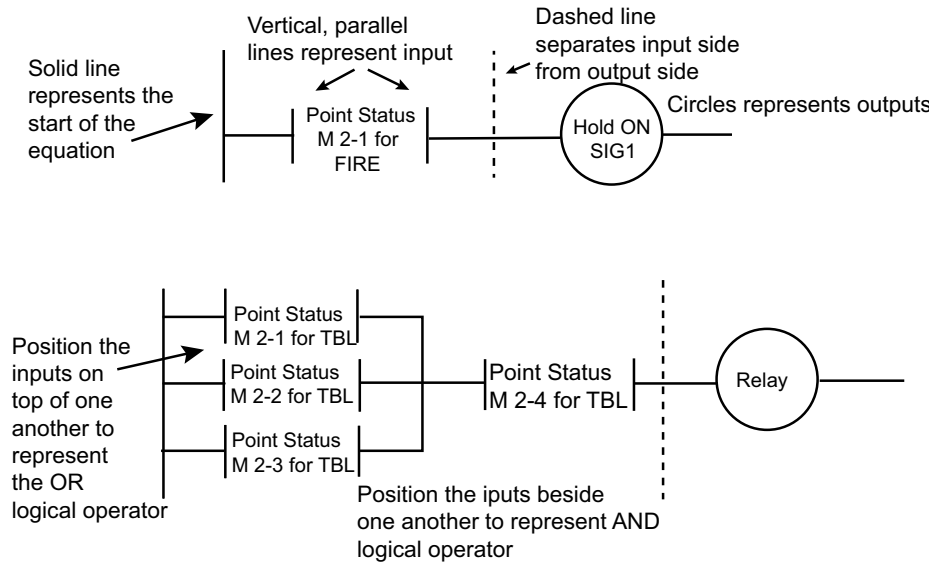 Solid line
represents the
start of the
equation
Vertical, parallel
lines represent input
Point Status
M 2-1 for
FIRE
Dashed line
separates input side
from output side
Hold ON
SIG1
Circles represents outputs
Position the
inputs on
top of one
another to
represent
the OR
logical operator
Point Status
M 2-1 for TBL
Point Status
M 2-2 for TBL
Point Status
M 2-3 for TBL
Point Status
M 2-4 for TBL
Relay
Position the iputs beside
one another to represent AND
logical operator